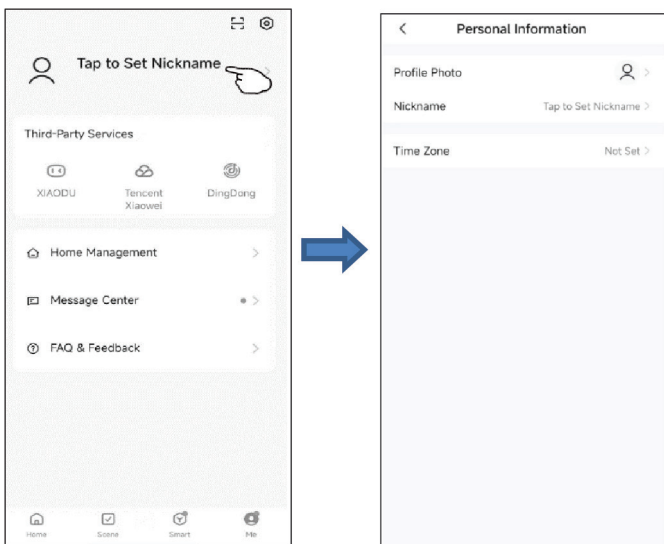 Tap to Set Nickname
Third-Party Services
XIAODU
Tencent
Xiaowei
DingDong
Home Management
Message Center
FAQ & Feedback
Home
Scene
Smart
Me
Personal Information
Profile Photo
Nickname
Tap to Set Nickname
Time Zone
Not Set